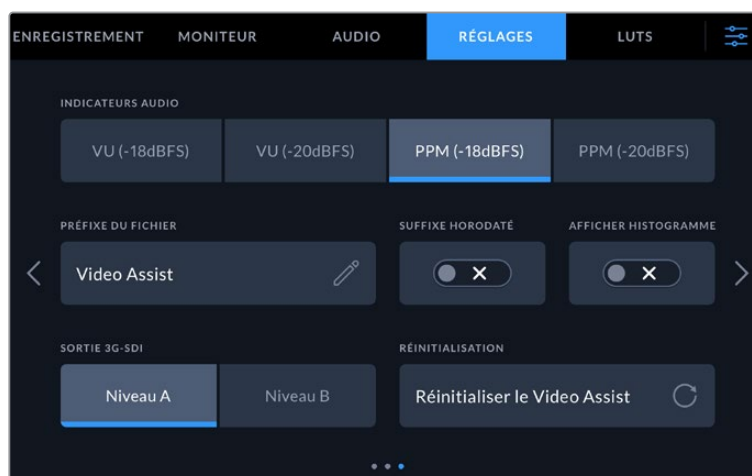 ENREGISTREMENT MONITEUR AUDIO RÉGLAGES LUTS
INDICATEURS AUDIO
VU (-18dBFS) VU (-20dBFS) PPM (-18dBFS) PPM (-20dBFS)
PRÉFIXE DU FICHIER SUFFIXE HORODATÉ AFFICHER HISTOGRAMME
Video Assist
SORTIE 3G-SDI RÉINITIALISATION
Niveau A Niveau B Réinitialiser le Video Assist